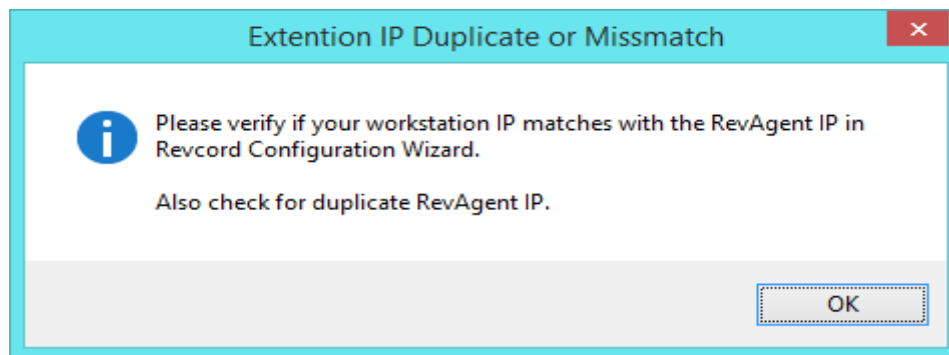 Extention IP Duplicate or Missmatch
Please verify if your workstation IP matches with the RevAgent IP in
Revcord Configuration Wizard.
Also check for duplicate RevAgent IP.
OK